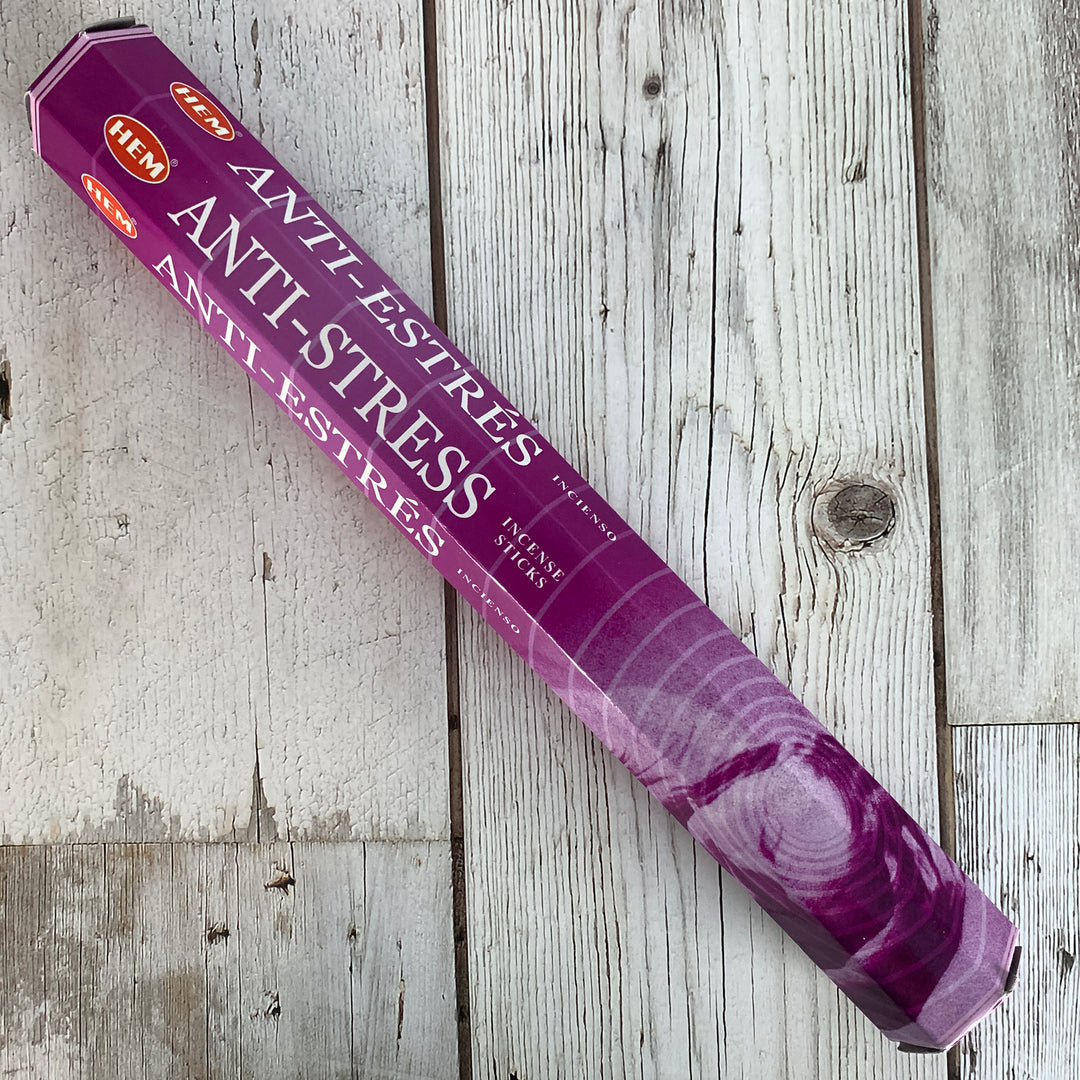 HEM®
ANTI-ESTRÉS
INCIENSO
HEM®
ANTI-STRESS
INCENSE
STICKS
HEM®
ANTI-ESTRÉS
INCIENSO